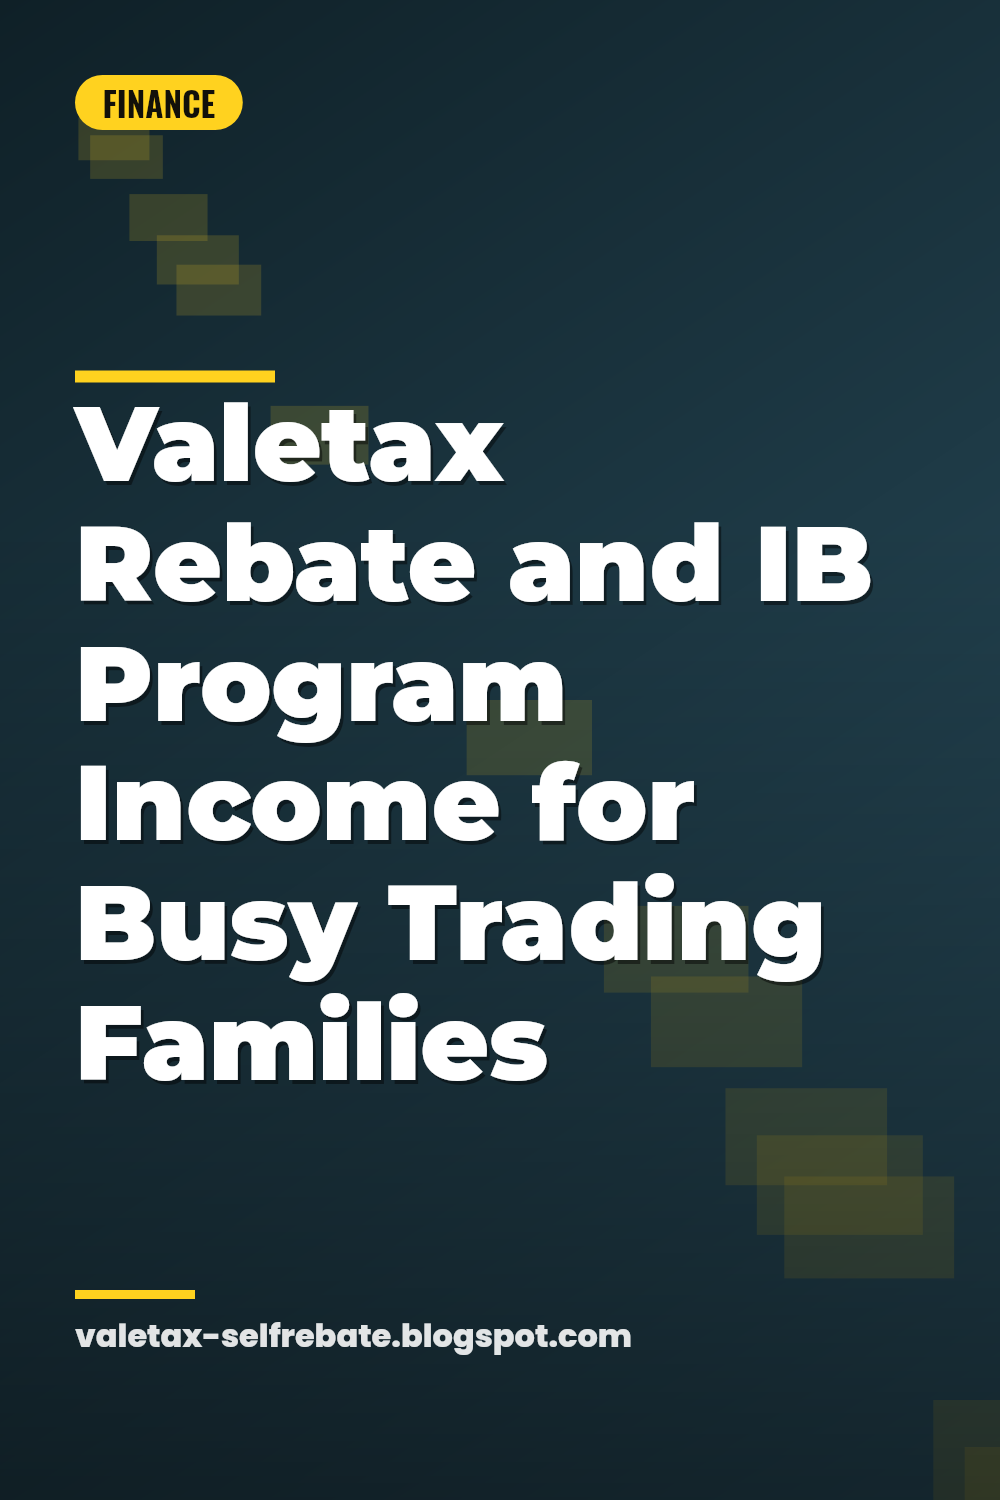 FINANCE
Valetax
Rebate and IB
Program
Income for
Busy Trading
Families
valetax-selfrebate.blogspot.com